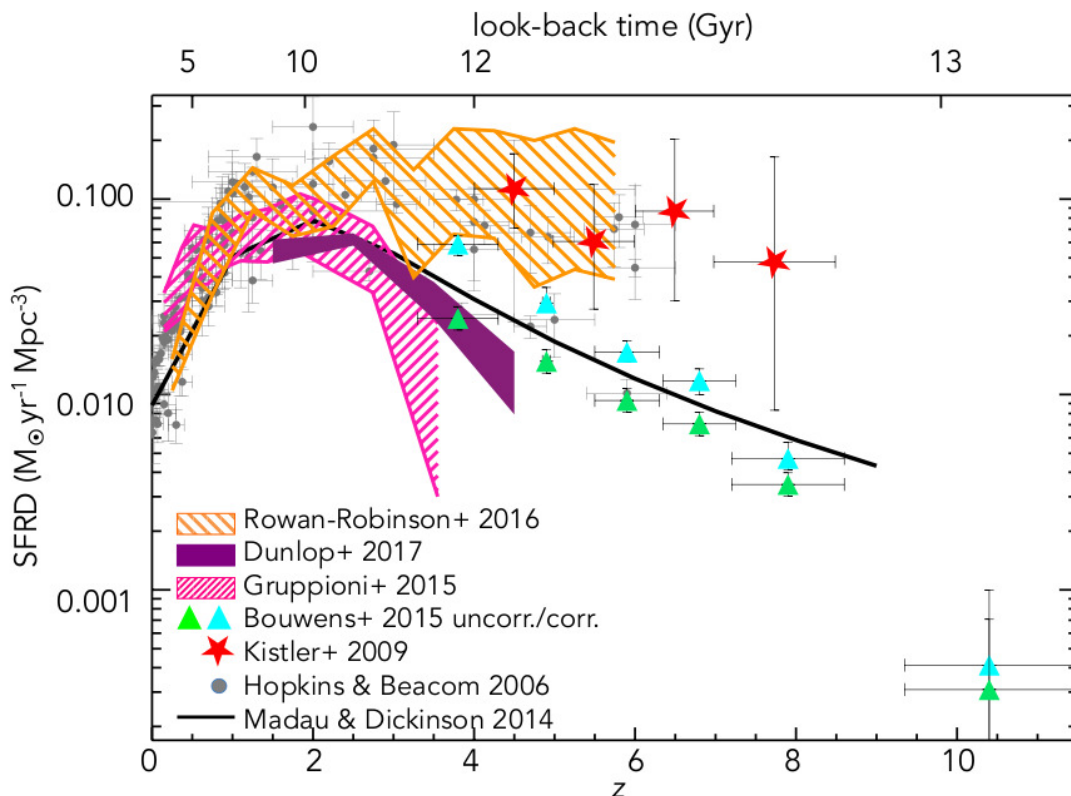 look-back time (Gyr)
5 10 12 13
0.100
0.010
0.001
SFRD (M⊙yr⁻¹ Mpc⁻³)
Rowan-Robinson+ 2016
Dunlop+ 2017
Gruppioni+ 2015
Bouwens+ 2015 uncorr./corr.
Kistler+ 2009
Hopkins & Beacom 2006
Madau & Dickinson 2014
0 2 4 6 8 10
z